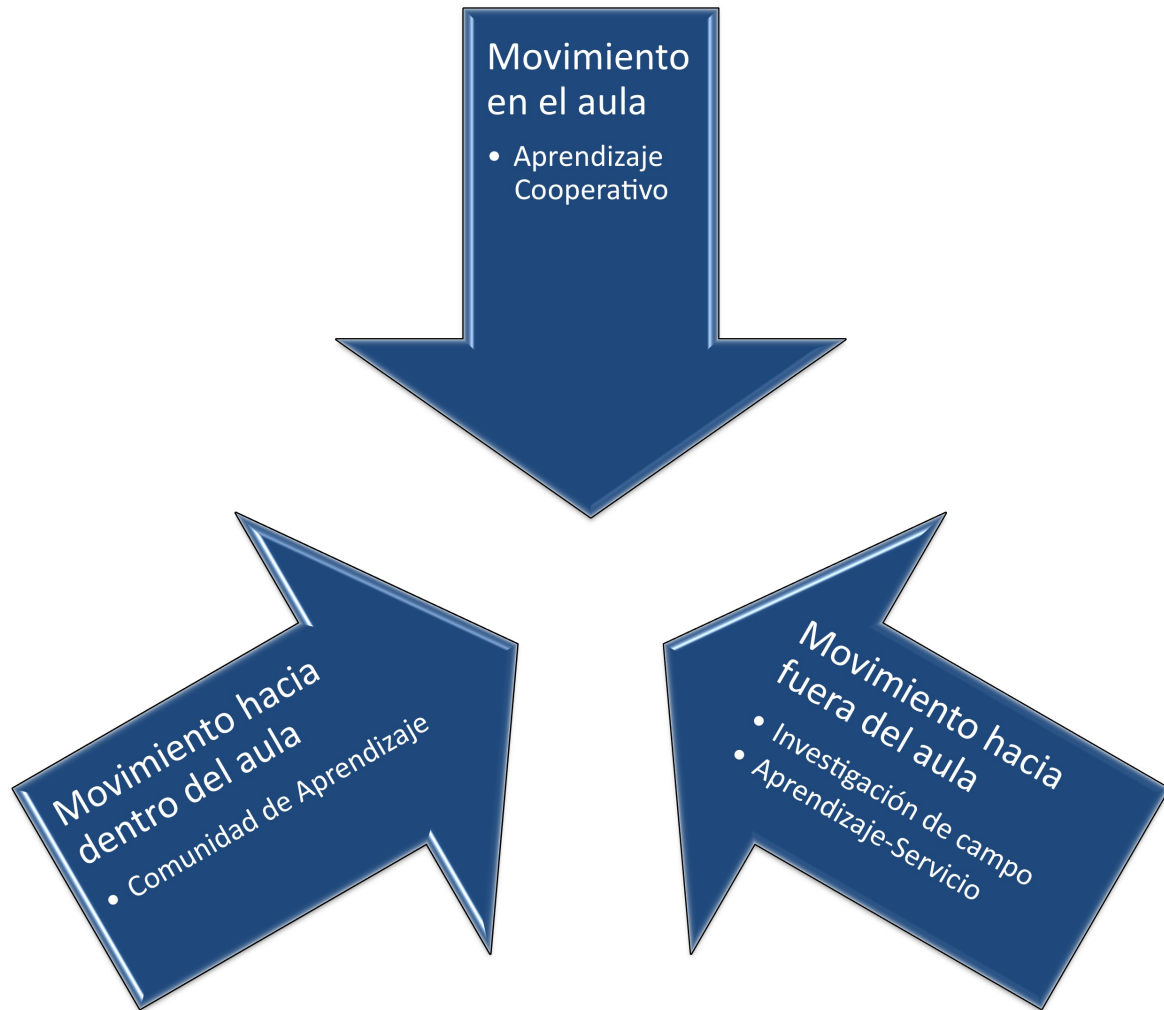 Movimiento
en el aula
• Aprendizaje
Cooperativo
Movimiento hacia
dentro del aula
• Comunidad de Aprendizaje
Movimiento hacia
fuera del aula
• Investigación de campo
• Aprendizaje-Servicio